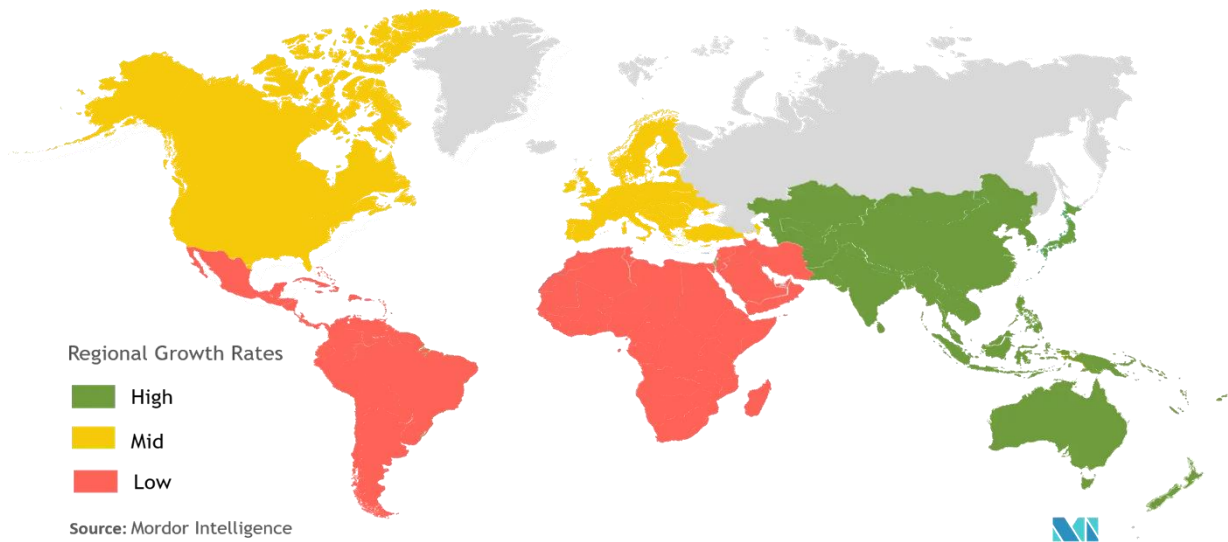 Regional Growth Rates
High
Mid
Low
Source: Mordor Intelligence